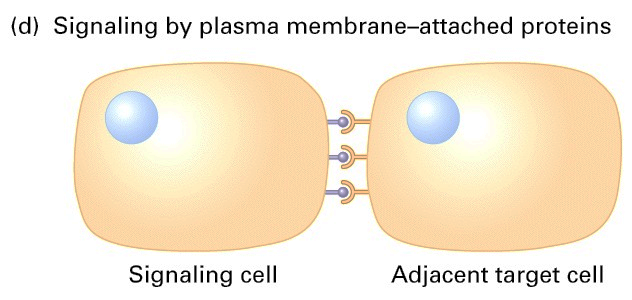 (d) Signaling by plasma membrane–attached proteins
Signaling cell
Adjacent target cell